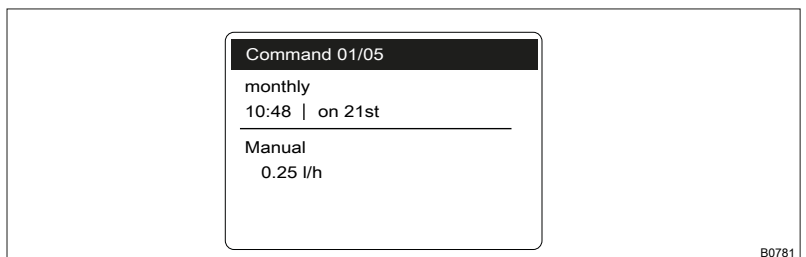 Command 01/05
monthly
10:48 | on 21st
Manual
0.25 l/h
B0781